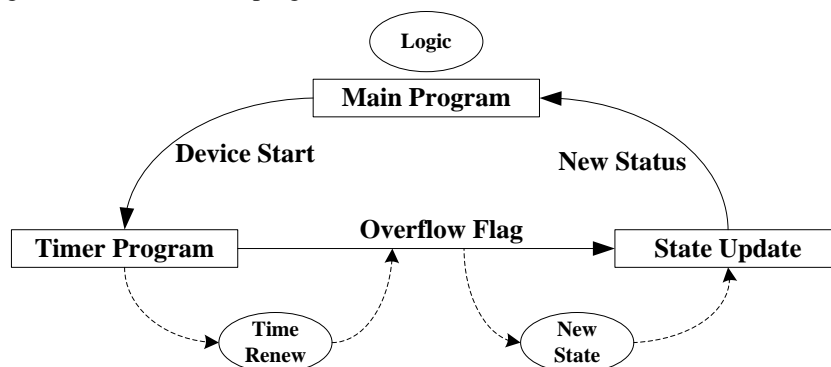 Logic
Main Program
Device Start
New Status
Overflow Flag
Timer Program
State Update
Time
Renew
New
State